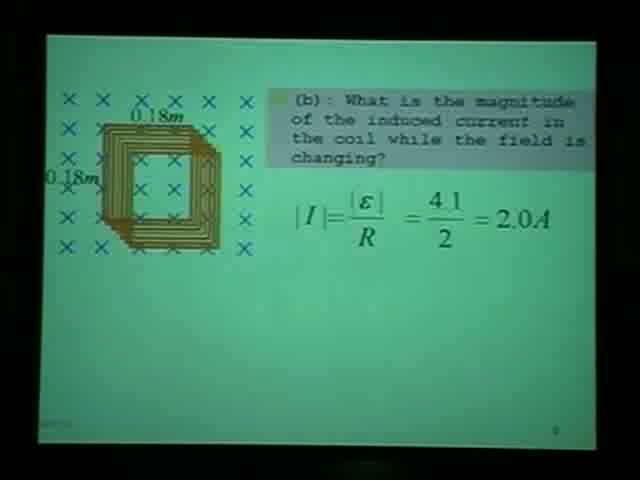 0.18m
0.18m
(b): What is the magnitude
of the induced current in
the coil while the field is
changing?
|I|=|ε|/R = 4.1/2 = 2.0A